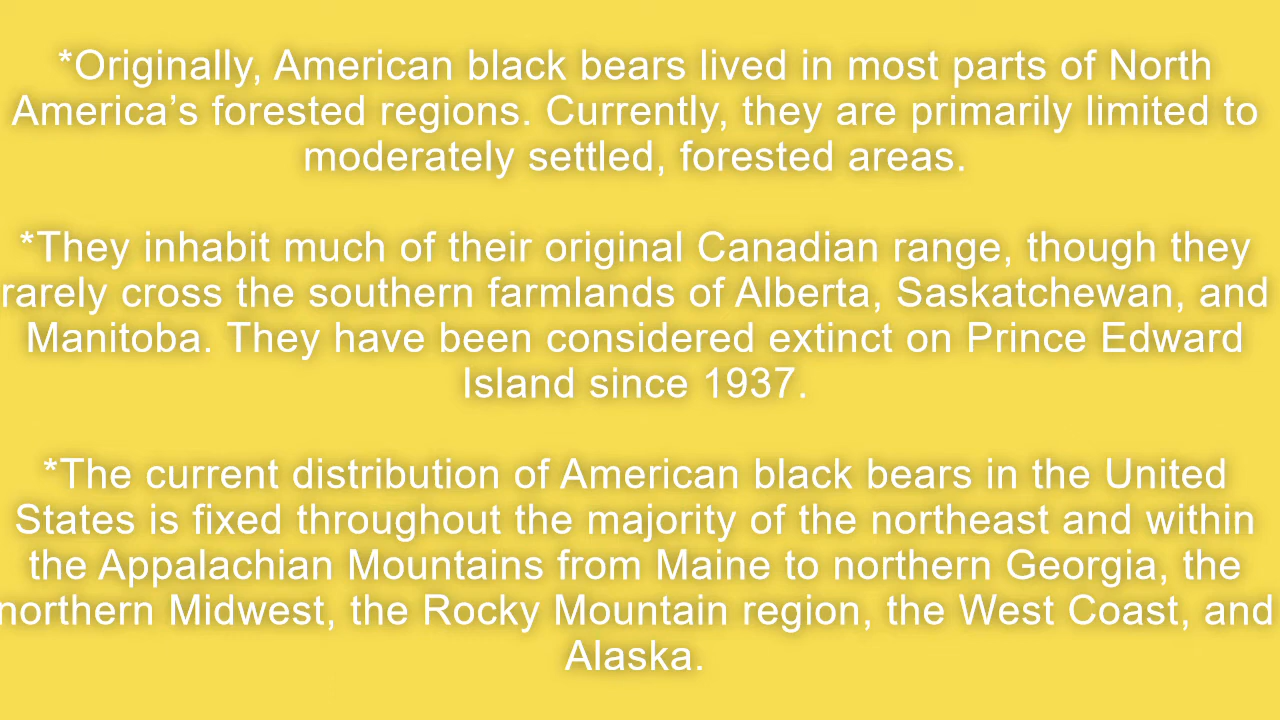 *Originally, American black bears lived in most parts of North
America’s forested regions. Currently, they are primarily limited to
moderately settled, forested areas.
*They inhabit much of their original Canadian range, though they
rarely cross the southern farmlands of Alberta, Saskatchewan, and
Manitoba. They have been considered extinct on Prince Edward
Island since 1937.
*The current distribution of American black bears in the United
States is fixed throughout the majority of the northeast and within
the Appalachian Mountains from Maine to northern Georgia, the
northern Midwest, the Rocky Mountain region, the West Coast, and
Alaska.